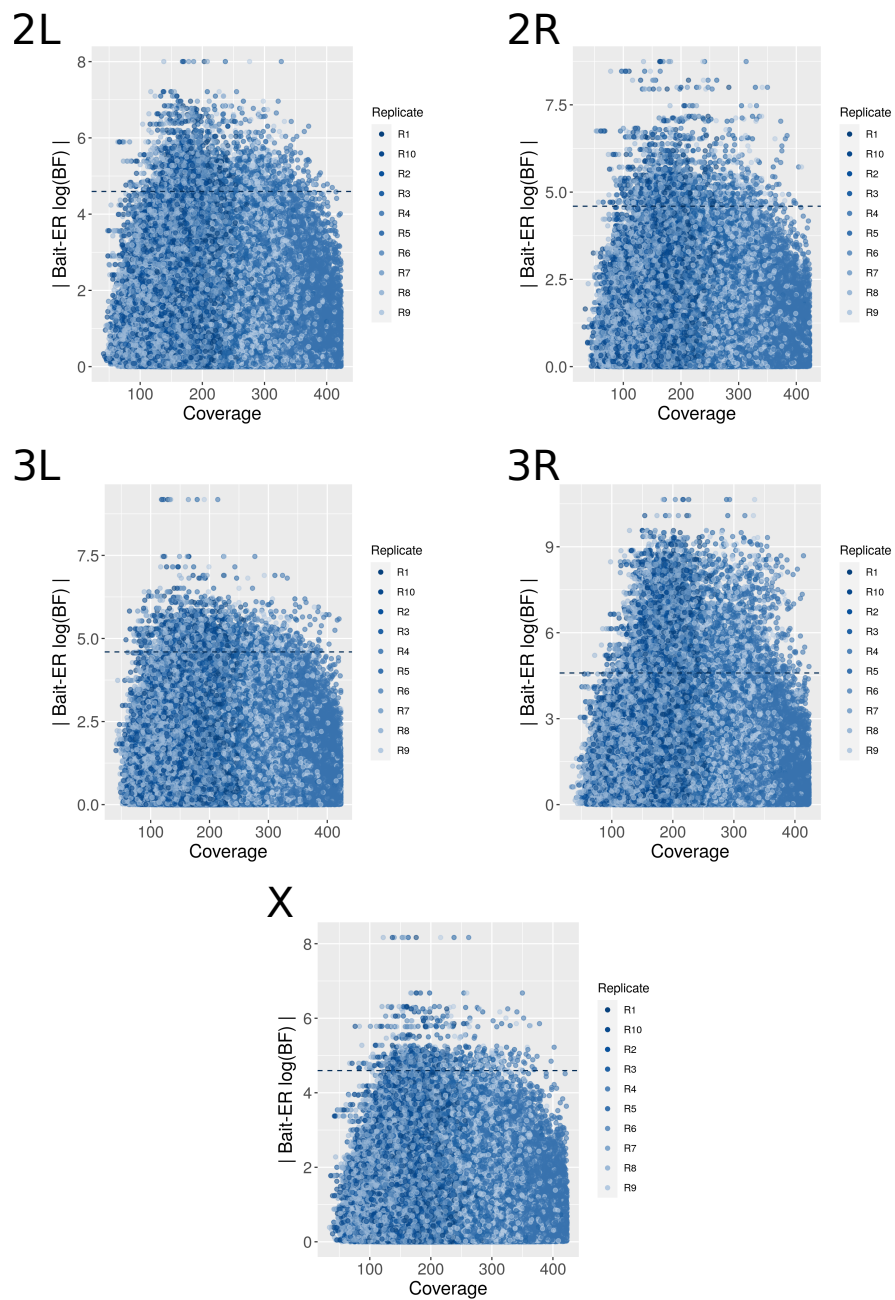 2L
8
6
4
2
0
| Bait-ER log(BF) |
100 200 300 400
Coverage
Replicate
R1
R10
R2
R3
R4
R5
R6
R7
R8
R9
2R
7.5
5.0
2.5
0.0
| Bait-ER log(BF) |
100 200 300 400
Coverage
Replicate
R1
R10
R2
R3
R4
R5
R6
R7
R8
R9
3L
7.5
5.0
2.5
0.0
| Bait-ER log(BF) |
100 200 300 400
Coverage
Replicate
R1
R10
R2
R3
R4
R5
R6
R7
R8
R9
3R
9
6
3
0
| Bait-ER log(BF) |
100 200 300 400
Coverage
Replicate
R1
R10
R2
R3
R4
R5
R6
R7
R8
R9
X
8
6
4
2
0
| Bait-ER log(BF) |
100 200 300 400
Coverage
Replicate
R1
R10
R2
R3
R4
R5
R6
R7
R8
R9